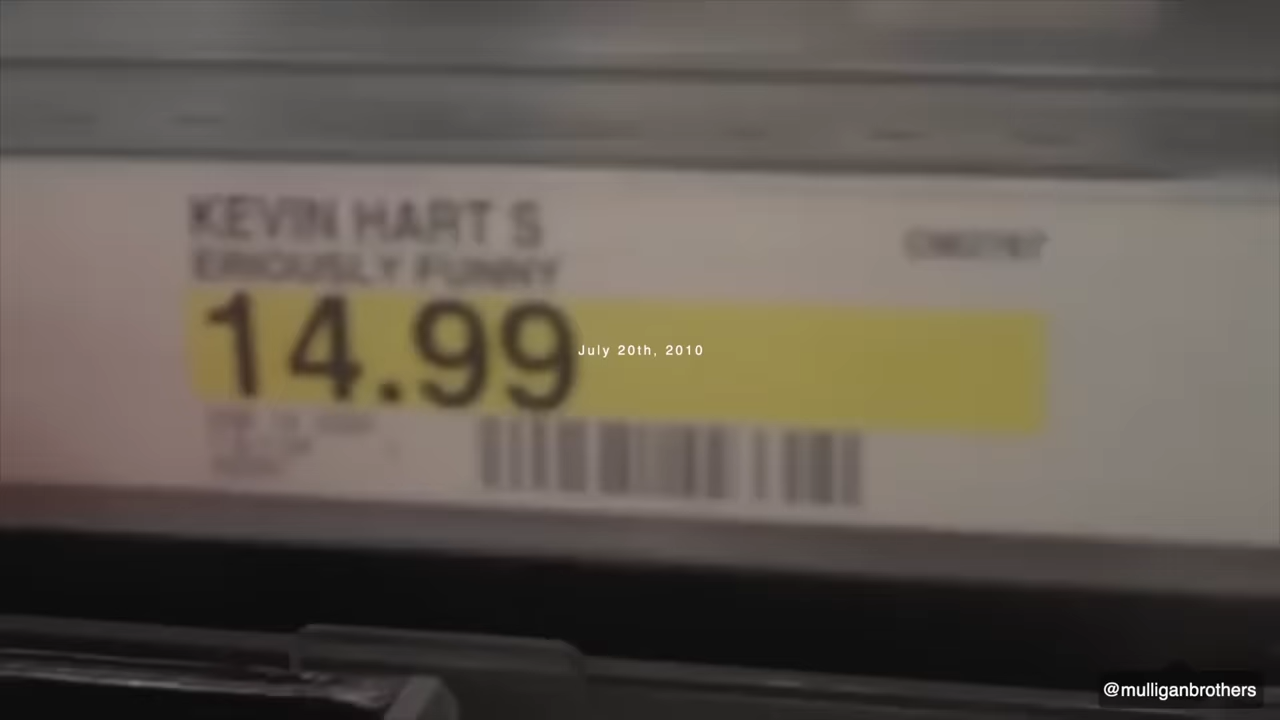 KEVIN HART S
ERIOUSLY FUNNY
14.99
July 20th, 2010
@mulliganbrothers